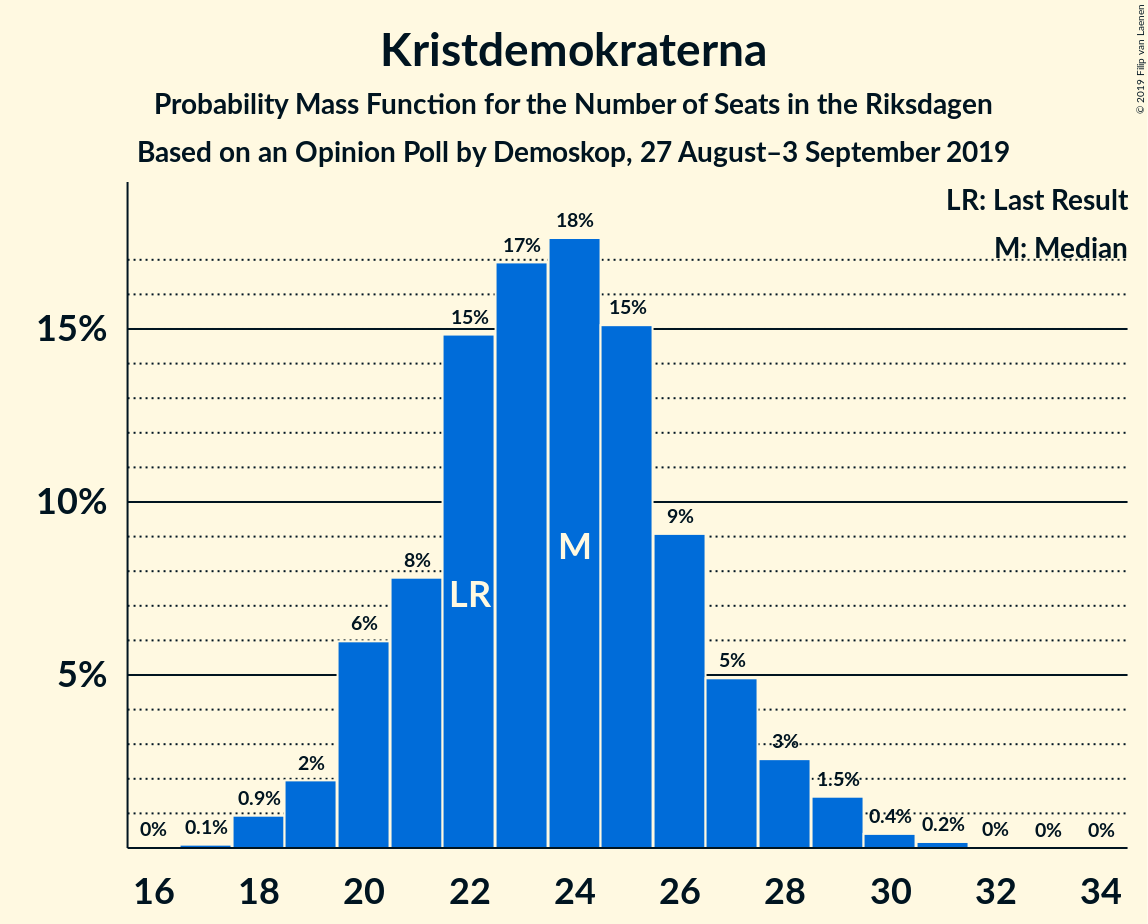 Kristdemokraterna
Probability Mass Function for the Number of Seats in the Riksdagen
Based on an Opinion Poll by Demoskop, 27 August–3 September 2019
© 2019 Filip van Laenen
LR: Last Result
M: Median
15%
10%
5%
0%
0.1%
0.9%
2%
6%
8%
15%
17%
18%
15%
9%
5%
3%
1.5%
0.4%
0.2%
0%
0%
0%
LR
M
16 18 20 22 24 26 28 30 32 34